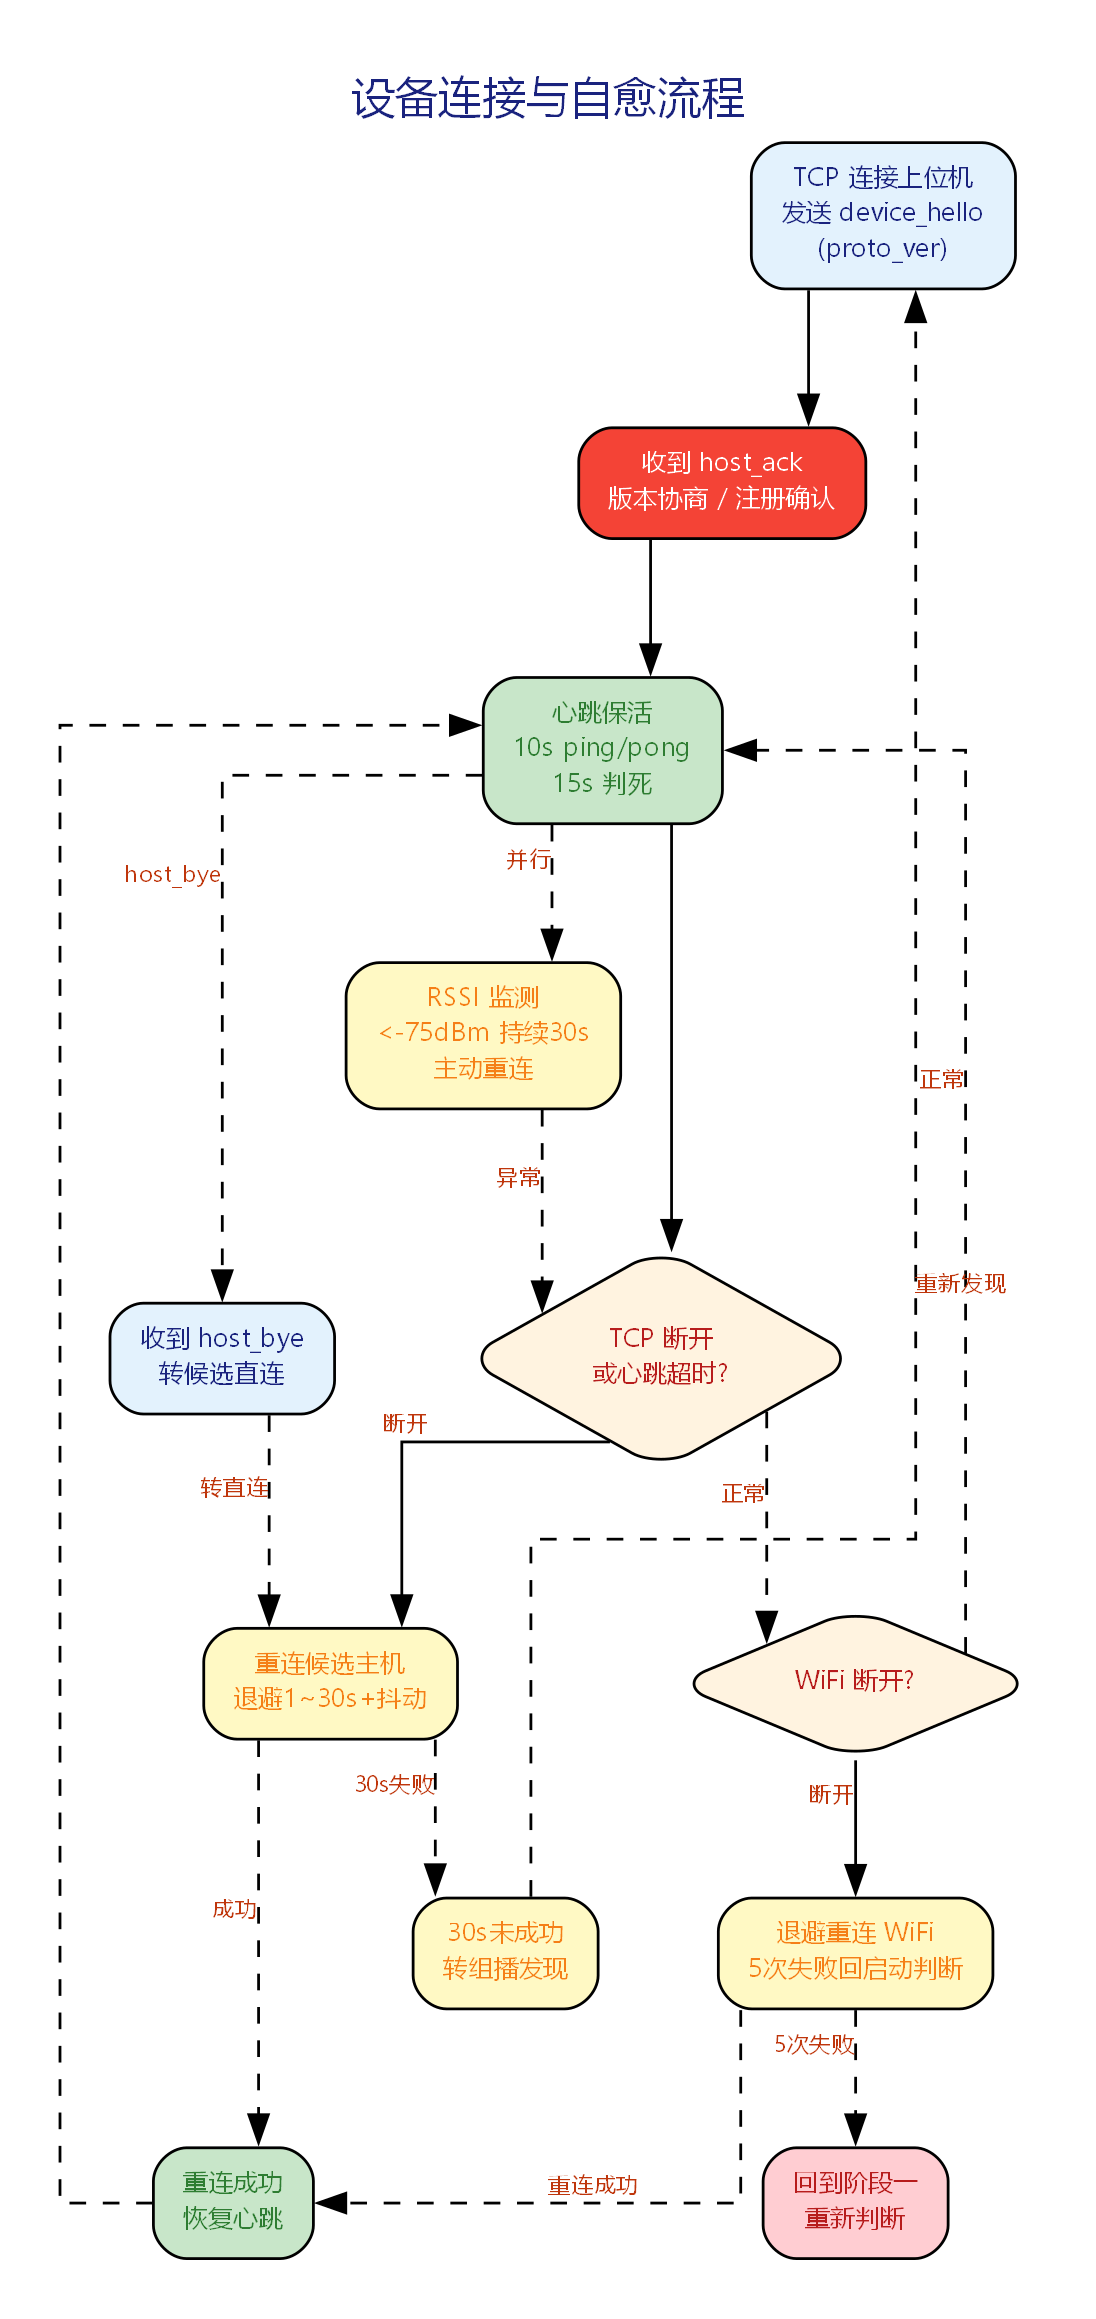 设备连接与自愈流程
TCP 连接上位机
发送 device_hello
(proto_ver)
收到 host_ack
版本协商 / 注册确认
心跳保活
10s ping/pong
15s 判死
host_bye
并行
RSSI 监测
<-75dBm 持续30s
主动重连
正常
异常
重新发现
收到 host_bye
转候选直连
TCP 断开
或心跳超时?
断开
转直连
正常
重连候选主机
退避1~30s+抖动
WiFi 断开?
30s失败
断开
成功
30s未成功
转组播发现
退避重连 WiFi
5次失败回启动判断
5次失败
重连成功
重连成功
恢复心跳
回到阶段一
重新判断